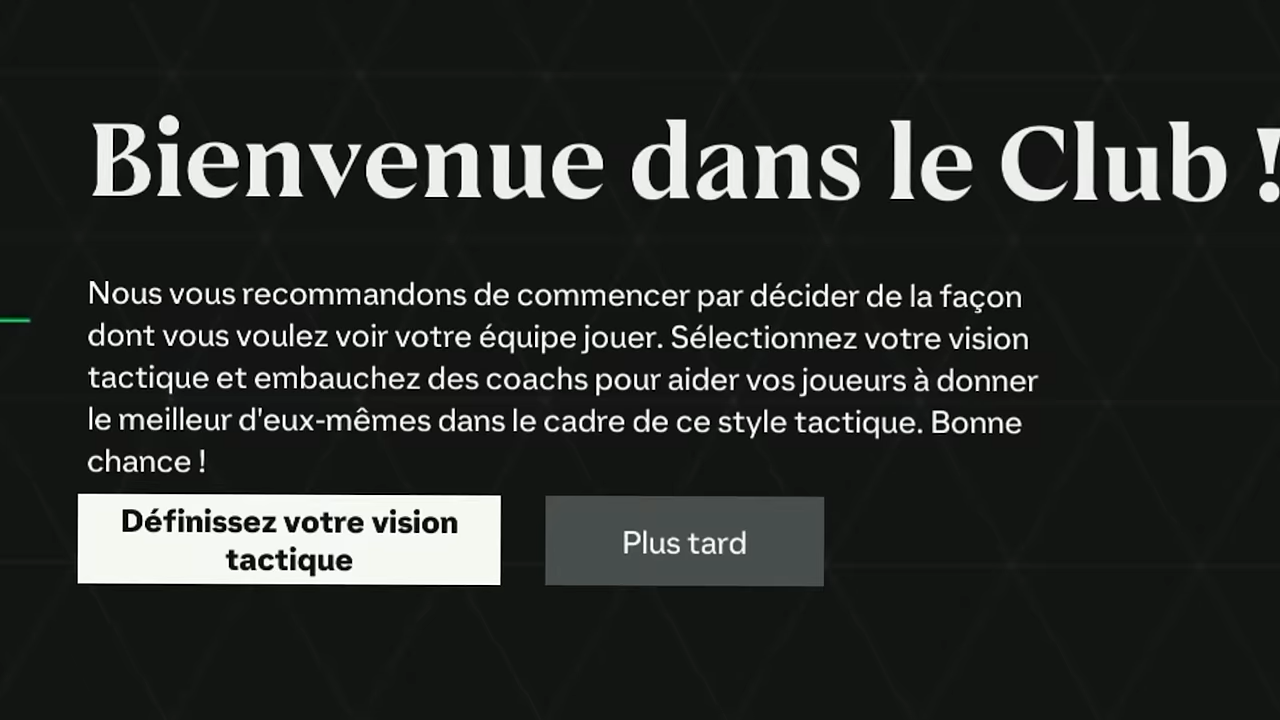 Bienvenue dans le Club !
Nous vous recommandons de commencer par décider de la façon
dont vous voulez voir votre équipe jouer. Sélectionnez votre vision
tactique et embauchez des coachs pour aider vos joueurs à donner
le meilleur d'eux-mêmes dans le cadre de ce style tactique. Bonne
chance !
Définissez votre vision
tactique
Plus tard